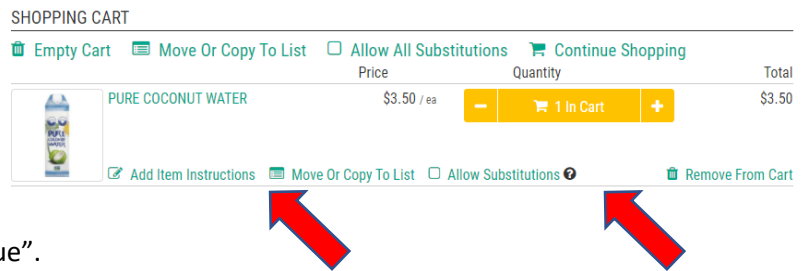 SHOPPING CART
Empty Cart Move Or Copy To List Allow All Substitutions Continue Shopping
Price Quantity Total
PURE COCONUT WATER $3.50 / ea − 1 In Cart + $3.50
Add Item Instructions Move Or Copy To List Allow Substitutions ? Remove From Cart
ue”.